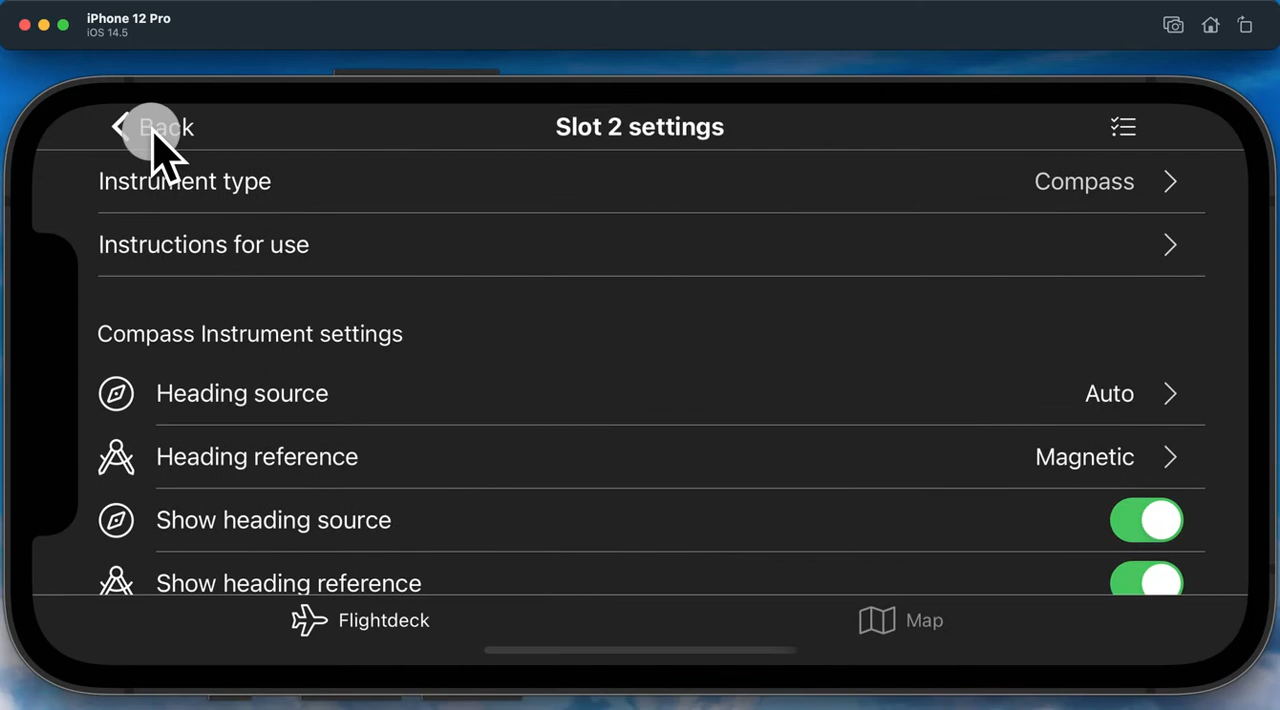 iPhone 12 Pro
iOS 14.5
Back
Slot 2 settings
Instrument type
Compass
Instructions for use
Compass Instrument settings
Heading source
Auto
Heading reference
Magnetic
Show heading source
Show heading reference
Flightdeck
Map